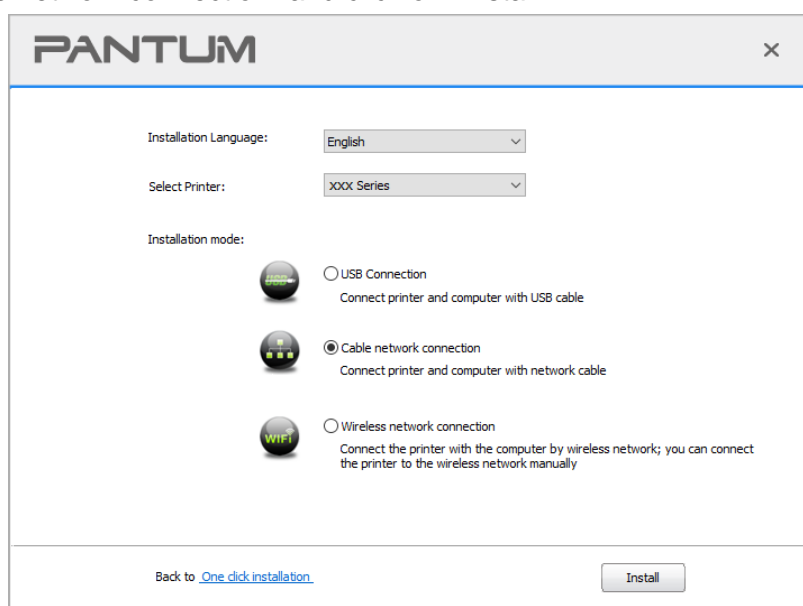 PANTUM
Installation Language:
English
Select Printer:
XXX Series
Installation mode:
USB
USB Connection
Connect printer and computer with USB cable
Cable network connection
Connect printer and computer with network cable
WiFi
Wireless network connection
Connect the printer with the computer by wireless network; you can connect
the printer to the wireless network manually
Back to One click installation
Install